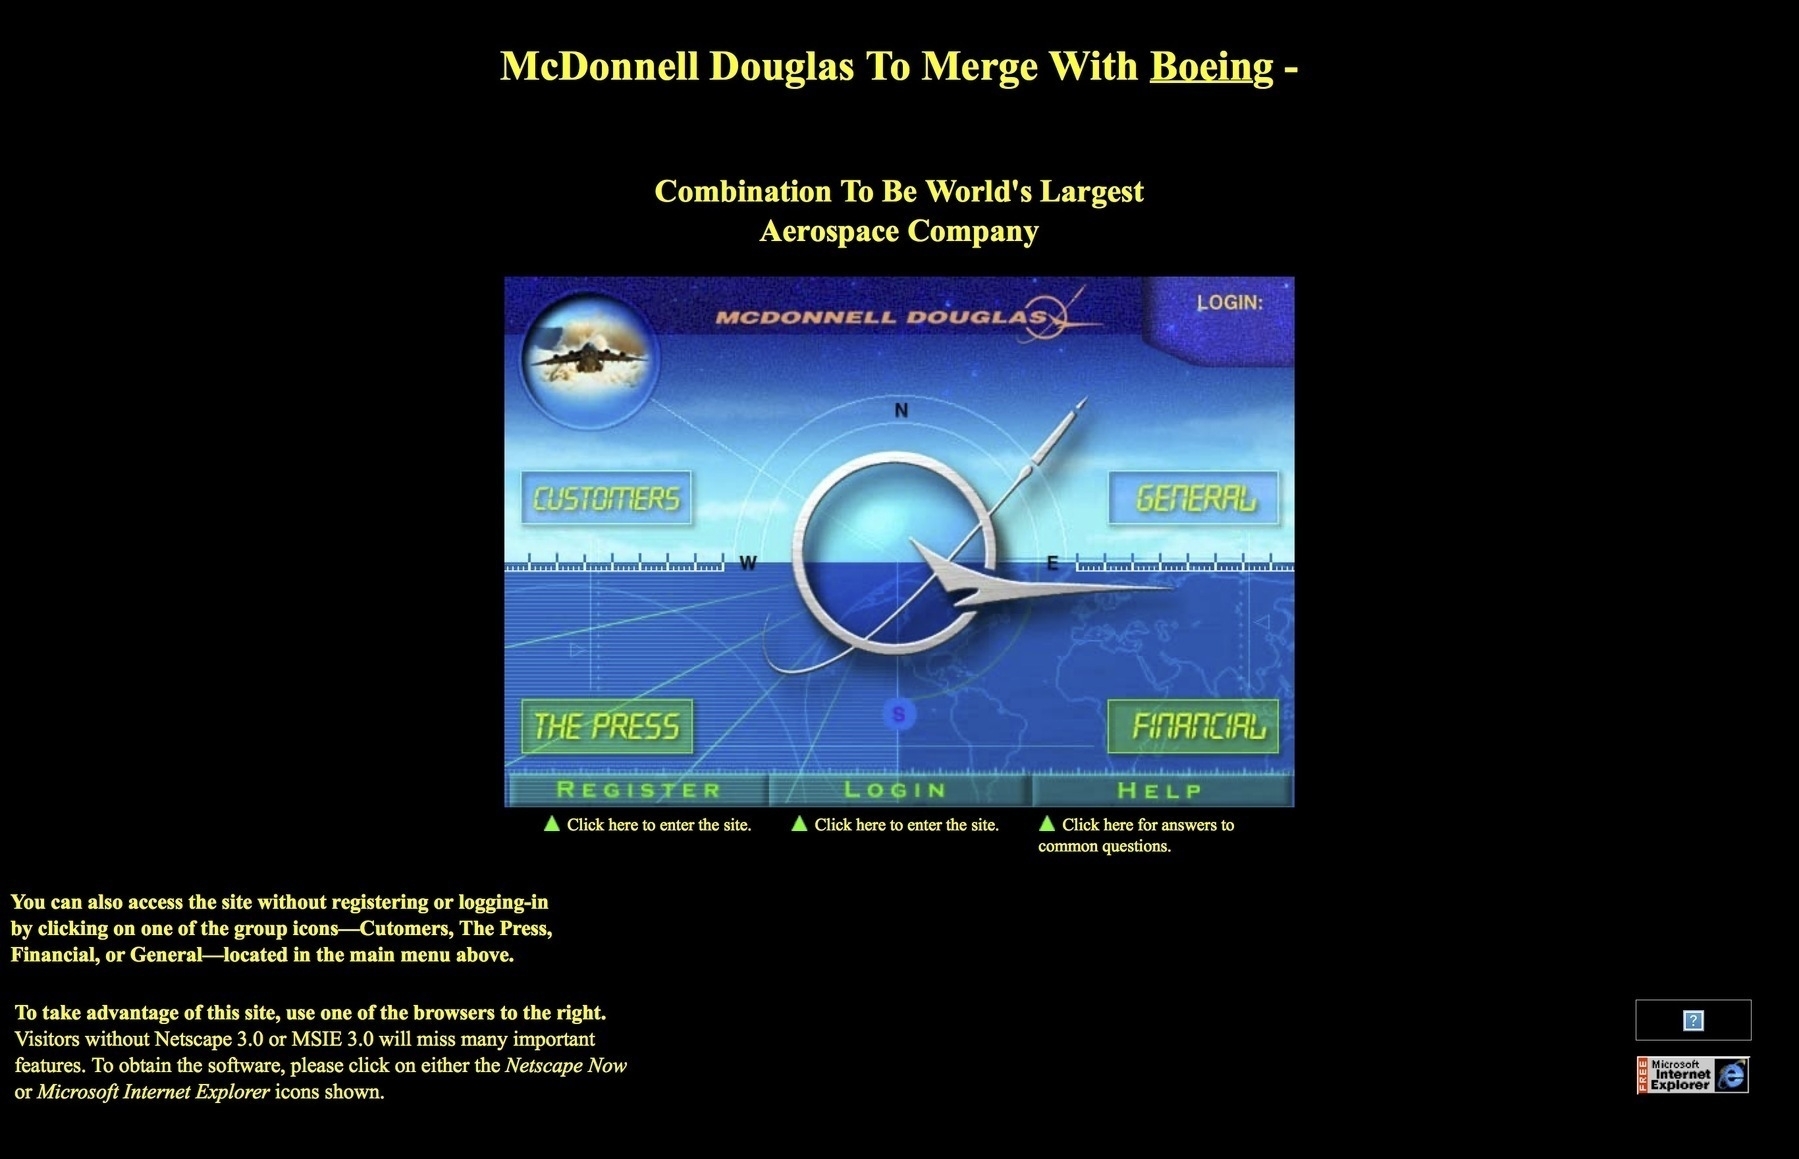 McDonnell Douglas To Merge With Boeing -
Combination To Be World's Largest
Aerospace Company
MCDONNELL DOUGLAS
LOGIN:
N
CUSTOMERS
GENERAL
W
E
S
THE PRESS
FINANCIAL
REGISTER
LOGIN
HELP
Click here to enter the site.
Click here to enter the site.
Click here for answers to
common questions.
You can also access the site without registering or logging-in
by clicking on one of the group icons—Cutomers, The Press,
Financial, or General—located in the main menu above.
To take advantage of this site, use one of the browsers to the right.
Visitors without Netscape 3.0 or MSIE 3.0 will miss many important
features. To obtain the software, please click on either the Netscape Now
or Microsoft Internet Explorer icons shown.
?
FREE
Microsoft
Internet
Explorer